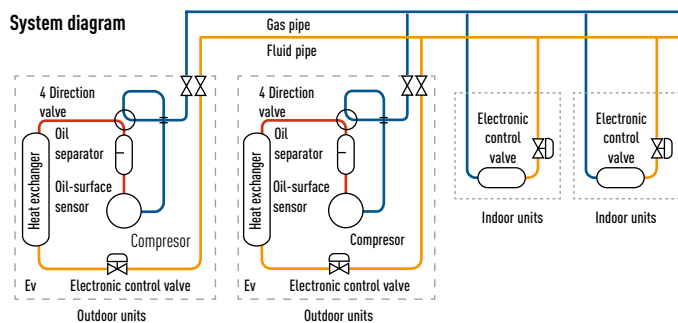 System diagram
Gas pipe
Fluid pipe
4 Direction
valve
Oil
separator
Oil-surface
sensor
Heat exchanger
Compresor
Ev
Electronic control valve
Outdoor units
4 Direction
valve
Oil
separator
Oil-surface
sensor
Heat exchanger
Compresor
Ev
Electronic control valve
Outdoor units
Electronic
control
valve
Indoor units
Electronic
control
valve
Indoor units